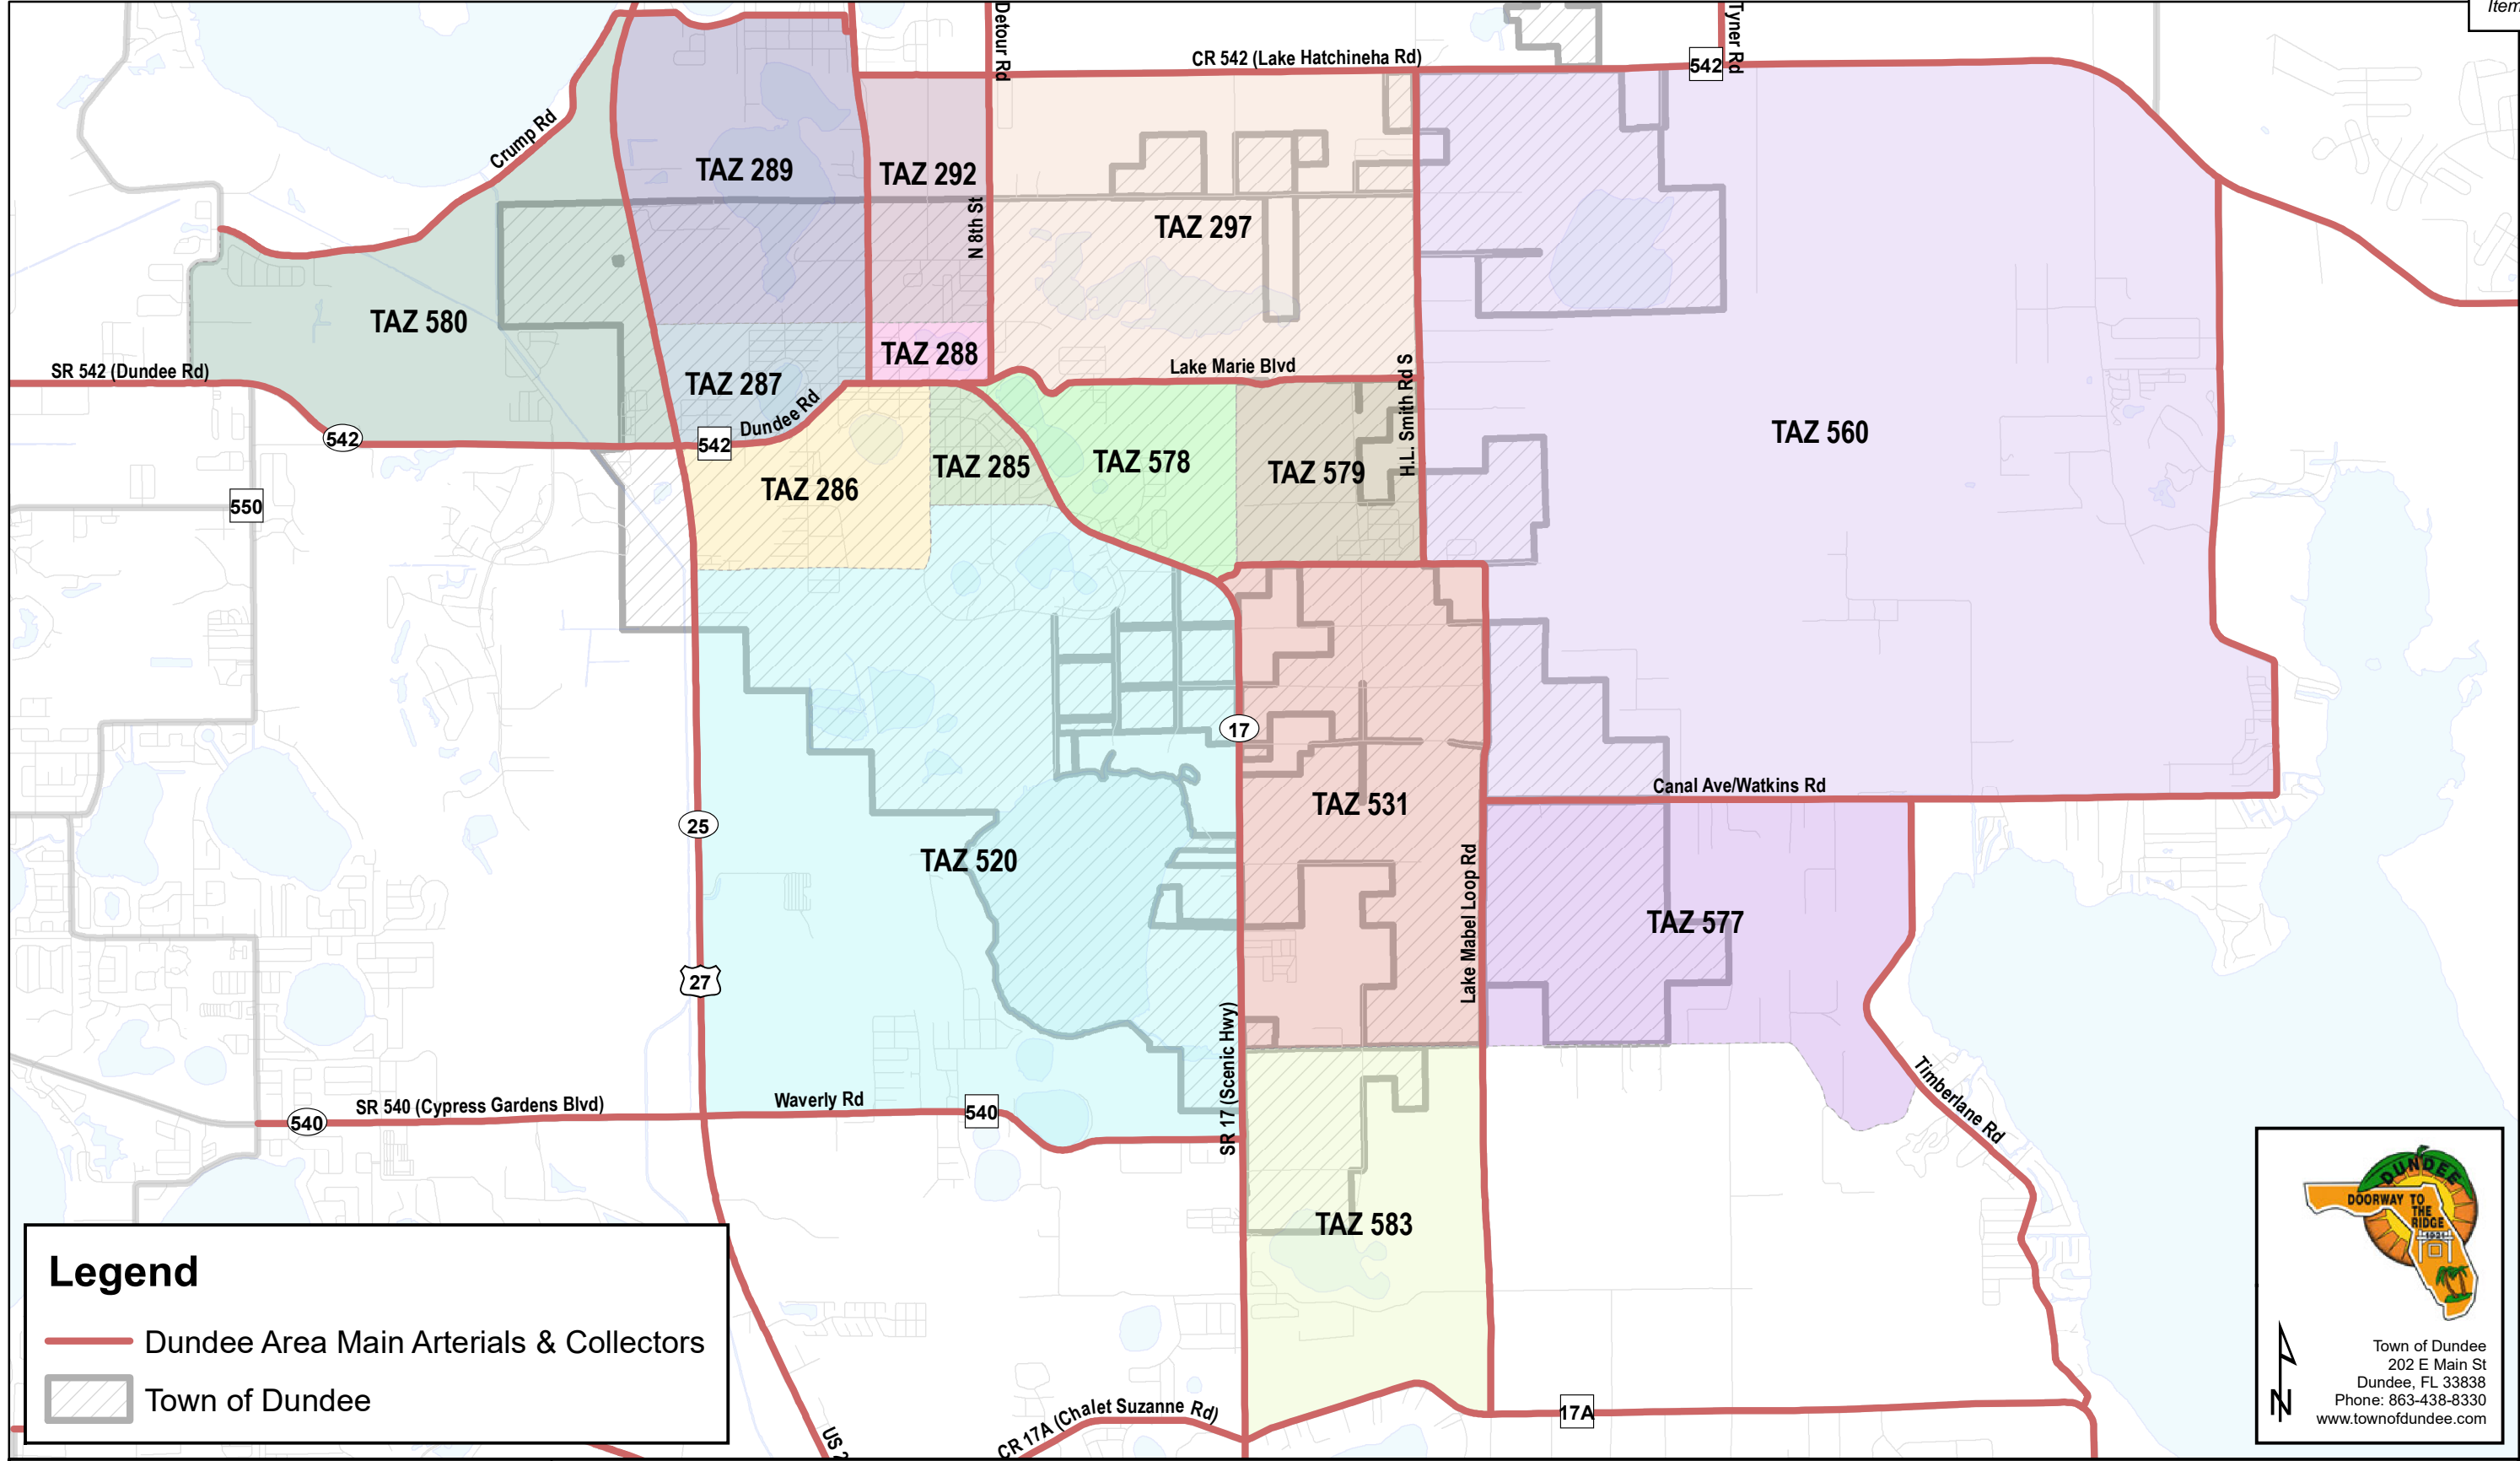 Item
Detour Rd
Tyner Rd
CR 542 (Lake Hatchineha Rd)
542
Crump Rd
TAZ 289
TAZ 292
N 8th St
TAZ 297
TAZ 580
TAZ 288
Lake Marie Blvd
H.L. Smith Rd S
SR 542 (Dundee Rd)
TAZ 287
Dundee Rd
542
542
TAZ 560
TAZ 285
TAZ 578
TAZ 579
TAZ 286
550
17
Canal Ave/Watkins Rd
TAZ 531
25
TAZ 520
Lake Mabel Loop Rd
TAZ 577
27
SR 17 (Scenic Hwy)
Timberlane Rd
SR 540 (Cypress Gardens Blvd)
540
Waverly Rd
540
TAZ 583
CR 17A (Chalet Suzanne Rd)
17A
US 2
Legend
Dundee Area Main Arterials & Collectors
Town of Dundee
DUNDEE
DOORWAY TO
THE
RIDGE
N
Town of Dundee
202 E Main St
Dundee, FL 33838
Phone: 863-438-8330
www.townofdundee.com